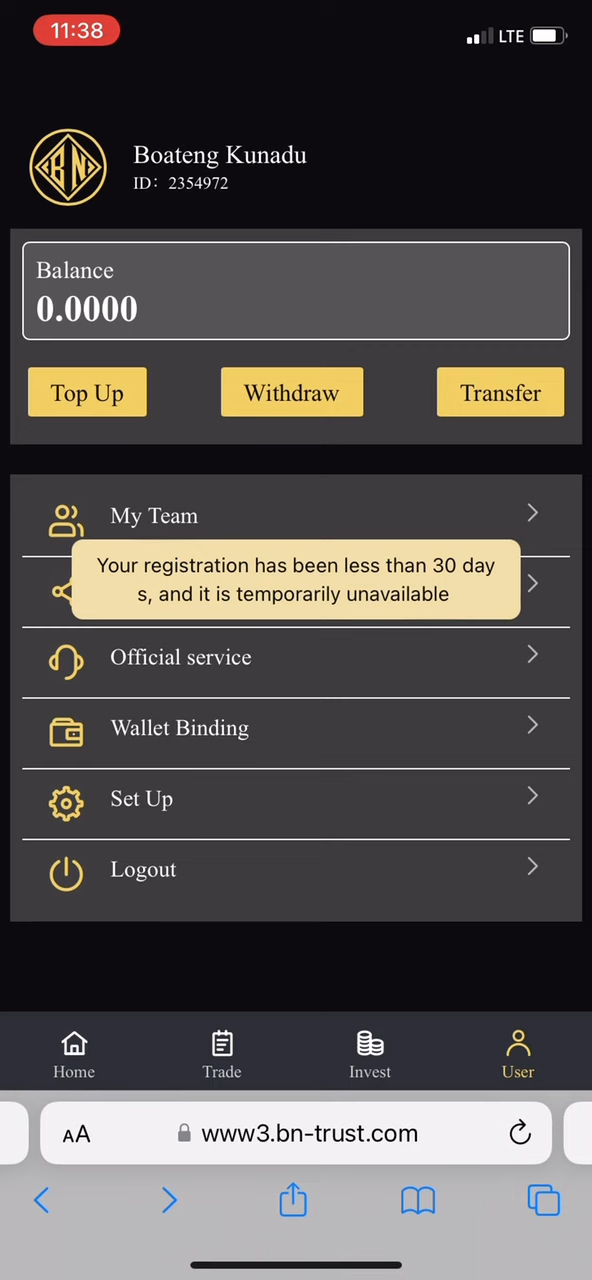 11:38
LTE
BN
Boateng Kunadu
ID: 2354972
Balance
0.0000
Top Up
Withdraw
Transfer
My Team
Your registration has been less than 30 day
s, and it is temporarily unavailable
Official service
Wallet Binding
Set Up
Logout
Home
Trade
Invest
User
AA
www3.bn-trust.com